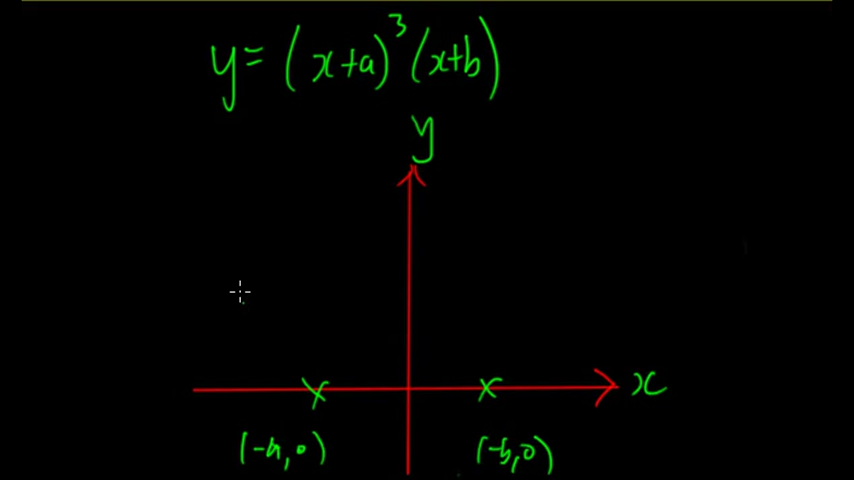 y = (x+a)³(x+b)
y
x
(-a,0) (-b,0)